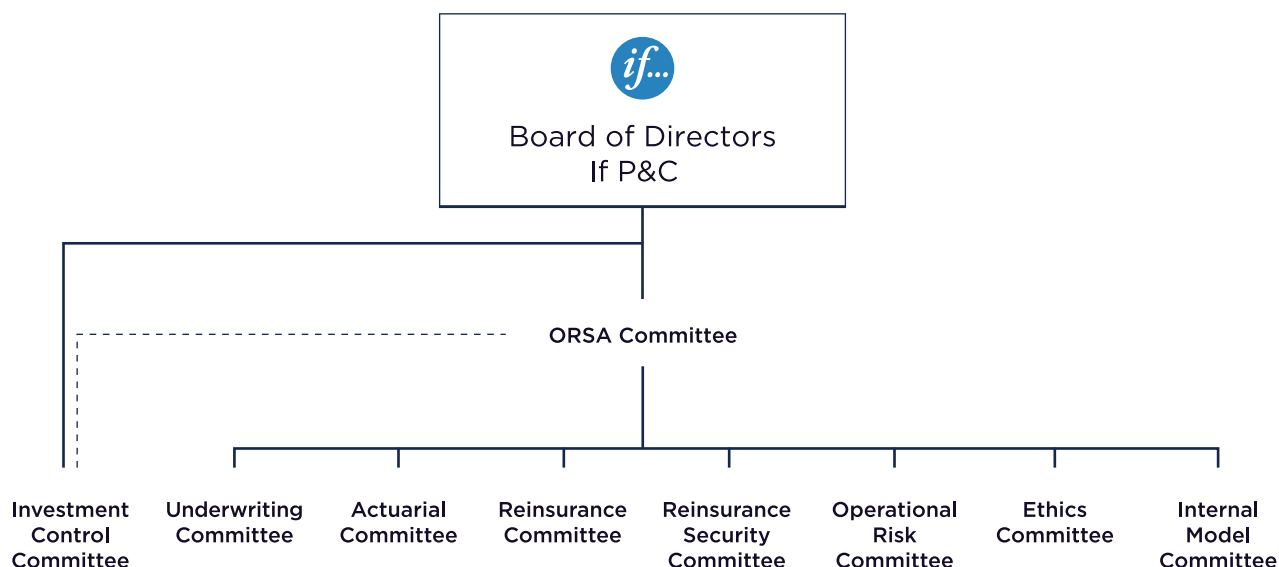 if...
Board of Directors
If P&C
ORSA Committee
Investment
Control
Committee
Underwriting
Committee
Actuarial
Committee
Reinsurance
Committee
Reinsurance
Security
Committee
Operational
Risk
Committee
Ethics
Committee
Internal
Model
Committee